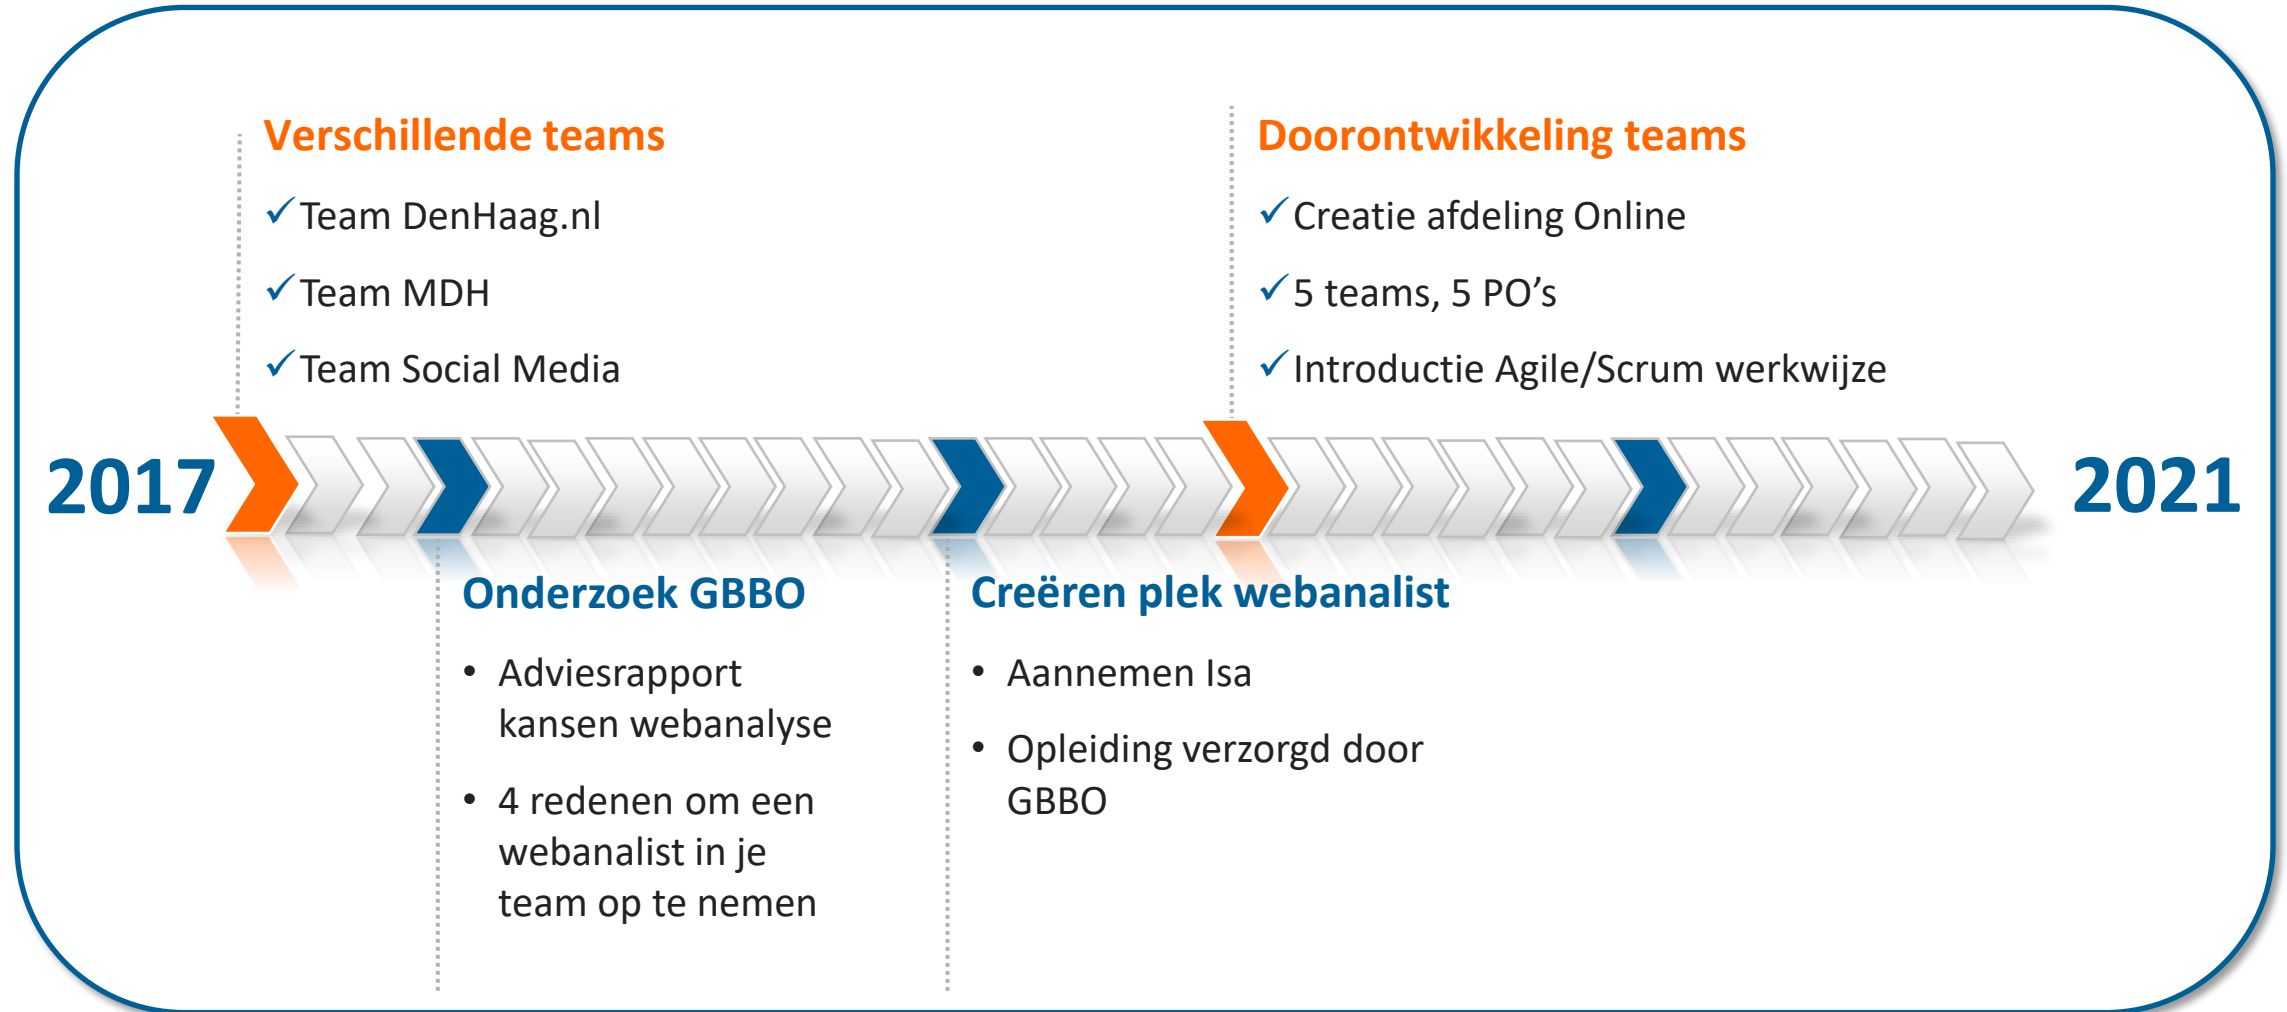 Verschillende teams
✓Team DenHaag.nl
✓Team MDH
✓Team Social Media
Doorontwikkeling teams
✓Creatie afdeling Online
✓5 teams, 5 PO’s
✓Introductie Agile/Scrum werkwijze
2017
2021
Onderzoek GBBO
• Adviesrapport
kansen webanalyse
• 4 redenen om een
webanalist in je
team op te nemen
Creëren plek webanalist
• Aannemen Isa
• Opleiding verzorgd door
GBBO